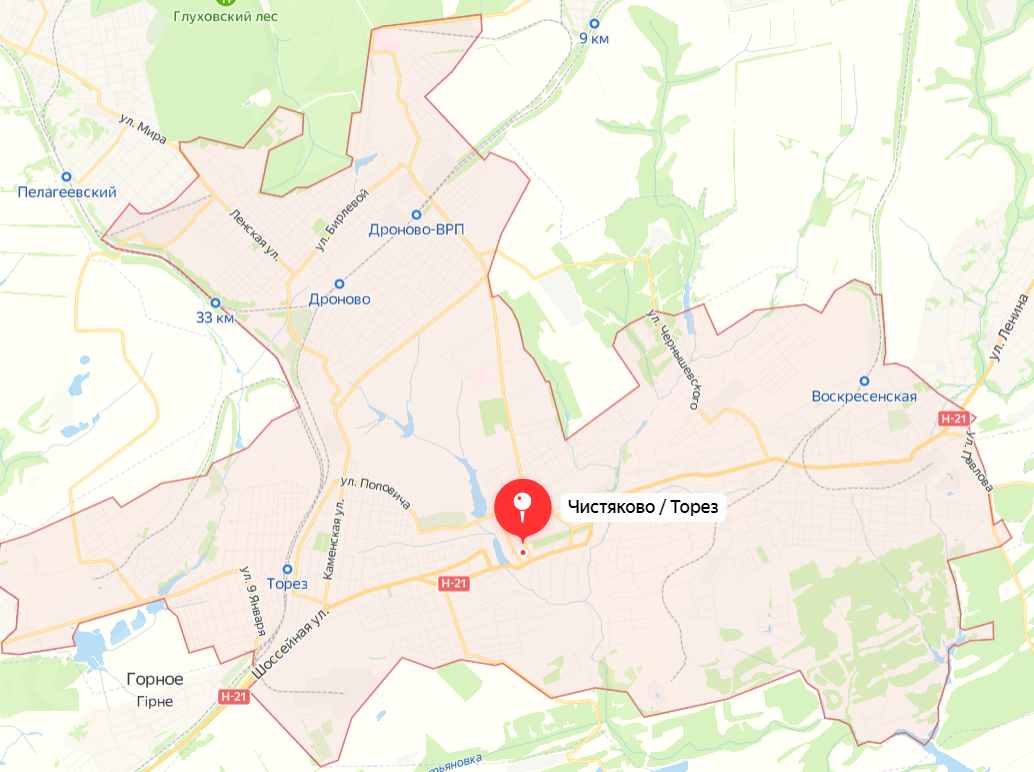 Глуховский лес
9 км
ул. Мира
Пелагеевский
Ленская ул.
ул. Бирлевой
Дроново-ВРП
Дроново
33 км
ул. Чернышевского
ул. Ленина
Воскресенская
Н-21
ул. Павлова
ул. Поповича
Чистяково / Торез
Каменская ул.
Торез
Н-21
ул. 9 Января
Шоссейная ул.
Горное
Гірне
Н-21